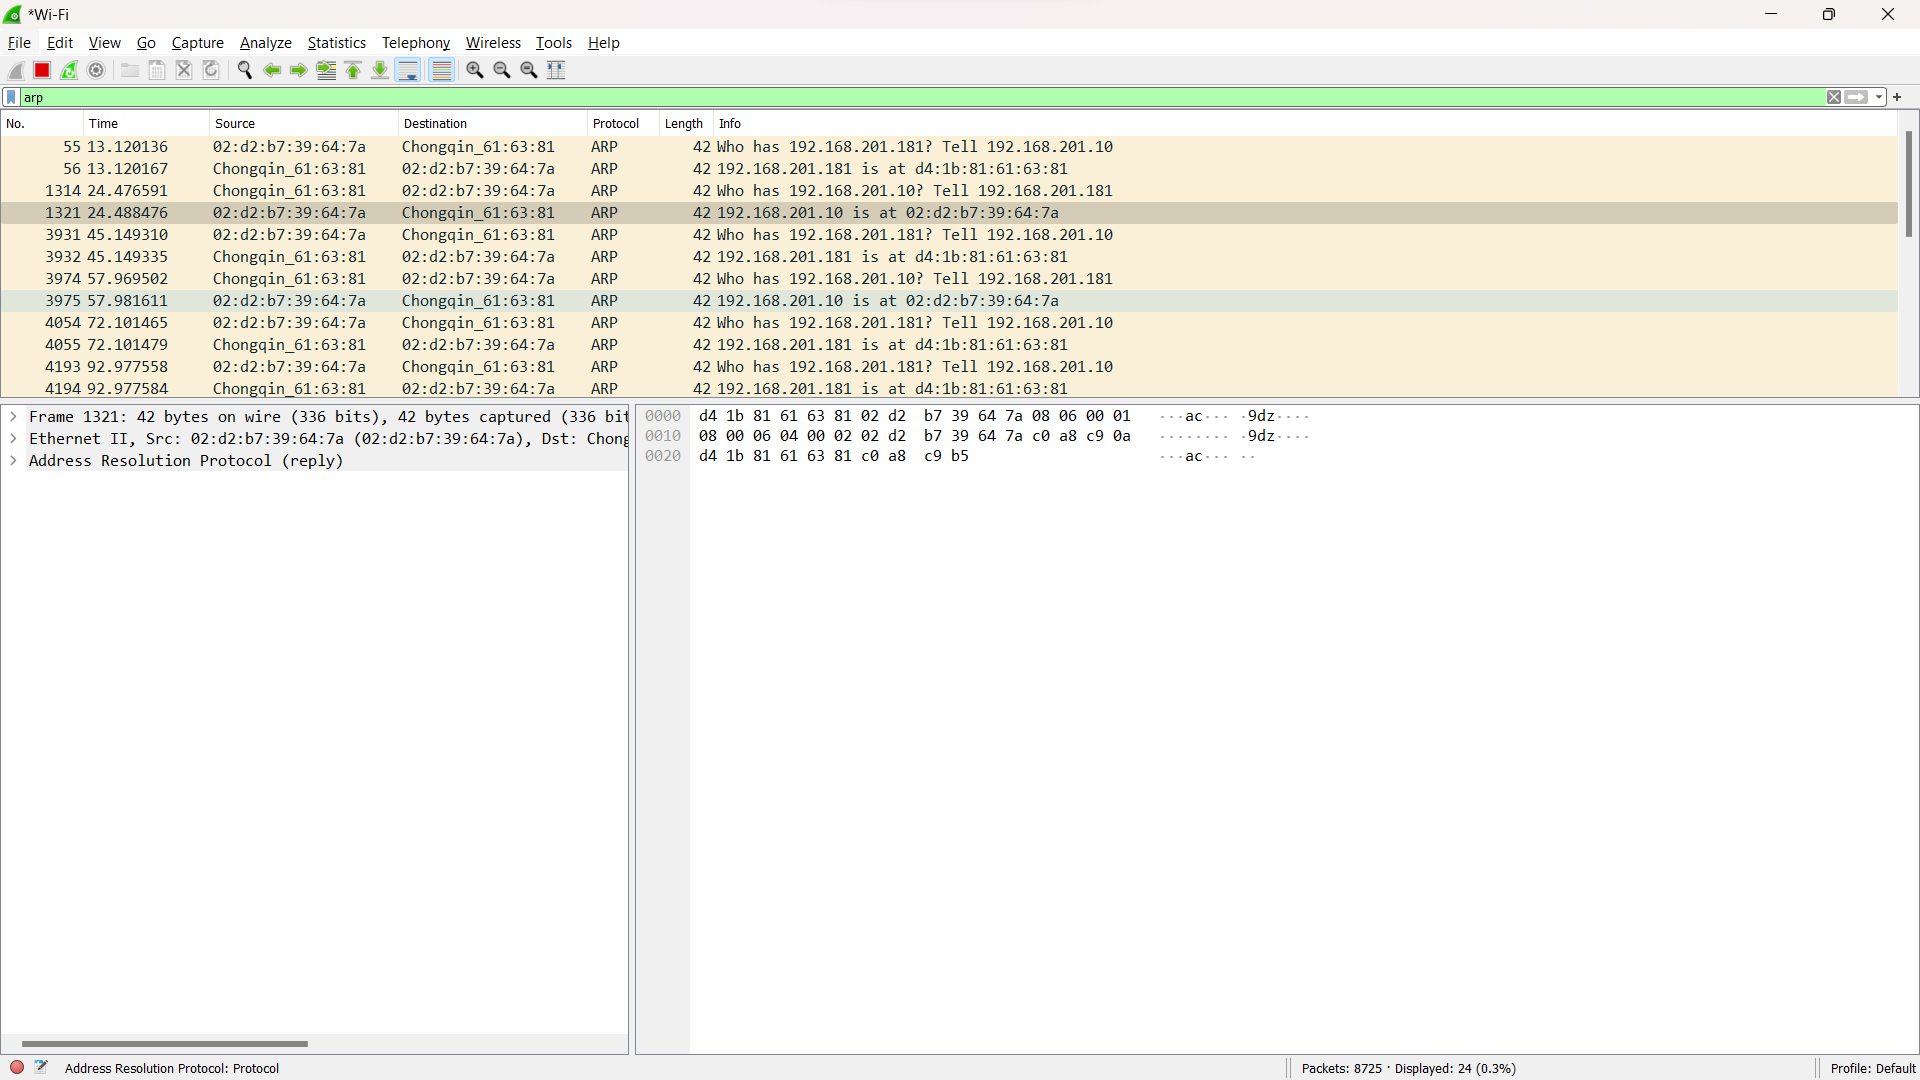 *Wi-Fi
File Edit View Go Capture Analyze Statistics Telephony Wireless Tools Help
arp
No. Time Source Destination Protocol Length Info
55 13.120136 02:d2:b7:39:64:7a Chongqin_61:63:81 ARP 42 Who has 192.168.201.181? Tell 192.168.201.10
56 13.120167 Chongqin_61:63:81 02:d2:b7:39:64:7a ARP 42 192.168.201.181 is at d4:1b:81:61:63:81
1314 24.476591 Chongqin_61:63:81 02:d2:b7:39:64:7a ARP 42 Who has 192.168.201.10? Tell 192.168.201.181
1321 24.488476 02:d2:b7:39:64:7a Chongqin_61:63:81 ARP 42 192.168.201.10 is at 02:d2:b7:39:64:7a
3931 45.149310 02:d2:b7:39:64:7a Chongqin_61:63:81 ARP 42 Who has 192.168.201.181? Tell 192.168.201.10
3932 45.149335 Chongqin_61:63:81 02:d2:b7:39:64:7a ARP 42 192.168.201.181 is at d4:1b:81:61:63:81
3974 57.969502 Chongqin_61:63:81 02:d2:b7:39:64:7a ARP 42 Who has 192.168.201.10? Tell 192.168.201.181
3975 57.981611 02:d2:b7:39:64:7a Chongqin_61:63:81 ARP 42 192.168.201.10 is at 02:d2:b7:39:64:7a
4054 72.101465 02:d2:b7:39:64:7a Chongqin_61:63:81 ARP 42 Who has 192.168.201.181? Tell 192.168.201.10
4055 72.101479 Chongqin_61:63:81 02:d2:b7:39:64:7a ARP 42 192.168.201.181 is at d4:1b:81:61:63:81
4193 92.977558 02:d2:b7:39:64:7a Chongqin_61:63:81 ARP 42 Who has 192.168.201.181? Tell 192.168.201.10
4194 92.977584 Chongqin_61:63:81 02:d2:b7:39:64:7a ARP 42 192.168.201.181 is at d4:1b:81:61:63:81
Frame 1321: 42 bytes on wire (336 bits), 42 bytes captured (336 bit
Ethernet II, Src: 02:d2:b7:39:64:7a (02:d2:b7:39:64:7a), Dst: Chong
Address Resolution Protocol (reply)
0000 d4 1b 81 61 63 81 02 d2 b7 39 64 7a 08 06 00 01 ···ac··· ·9dz····
0010 08 00 06 04 00 02 02 d2 b7 39 64 7a c0 a8 c9 0a ········ ·9dz····
0020 d4 1b 81 61 63 81 c0 a8 c9 b5 ···ac··· ··
Address Resolution Protocol: Protocol
Packets: 8725 · Displayed: 24 (0.3%)
Profile: Default